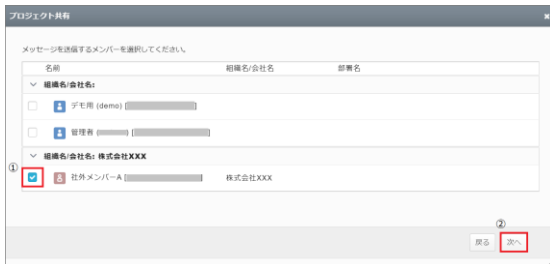 プロジェクト共有
メッセージを送信するメンバーを選択してください。
名前 組織名/会社名 部署名
組織名/会社名:
デモ用 (demo) [ ]
管理者 ( ) [ ]
組織名/会社名: 株式会社XXX
①
社外メンバーA [ ] 株式会社XXX
②
戻る 次へ